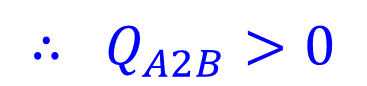 ∴ Q_{A2B} > 0